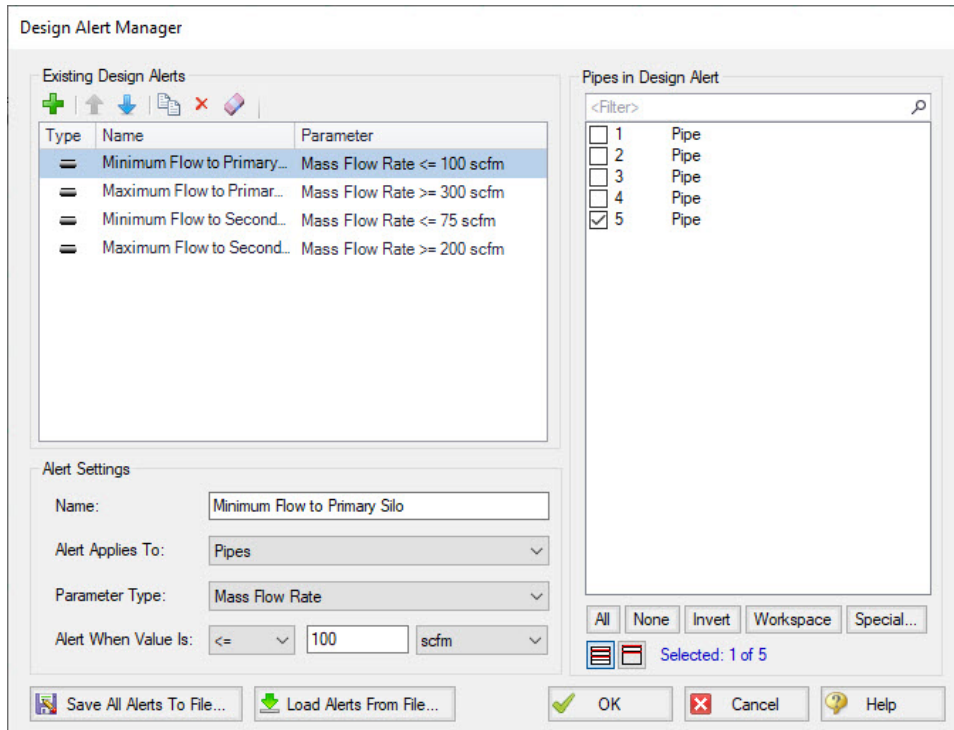 Design Alert Manager
Existing Design Alerts
Type Name Parameter
Minimum Flow to Primary... Mass Flow Rate <= 100 scfm
Maximum Flow to Primar... Mass Flow Rate >= 300 scfm
Minimum Flow to Second... Mass Flow Rate <= 75 scfm
Maximum Flow to Second... Mass Flow Rate >= 200 scfm
Alert Settings
Name: Minimum Flow to Primary Silo
Alert Applies To: Pipes
Parameter Type: Mass Flow Rate
Alert When Value Is: <= 100 scfm
Pipes in Design Alert
<Filter>
1 Pipe
2 Pipe
3 Pipe
4 Pipe
5 Pipe
All None Invert Workspace Special...
Selected: 1 of 5
Save All Alerts To File... Load Alerts From File... OK Cancel Help